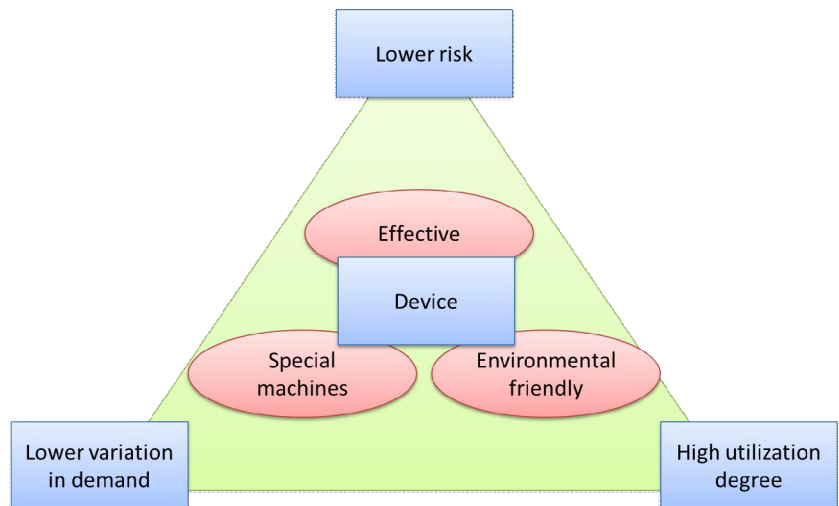 Lower risk
Effective
Device
Special
machines
Environmental
friendly
Lower variation
in demand
High utilization
degree